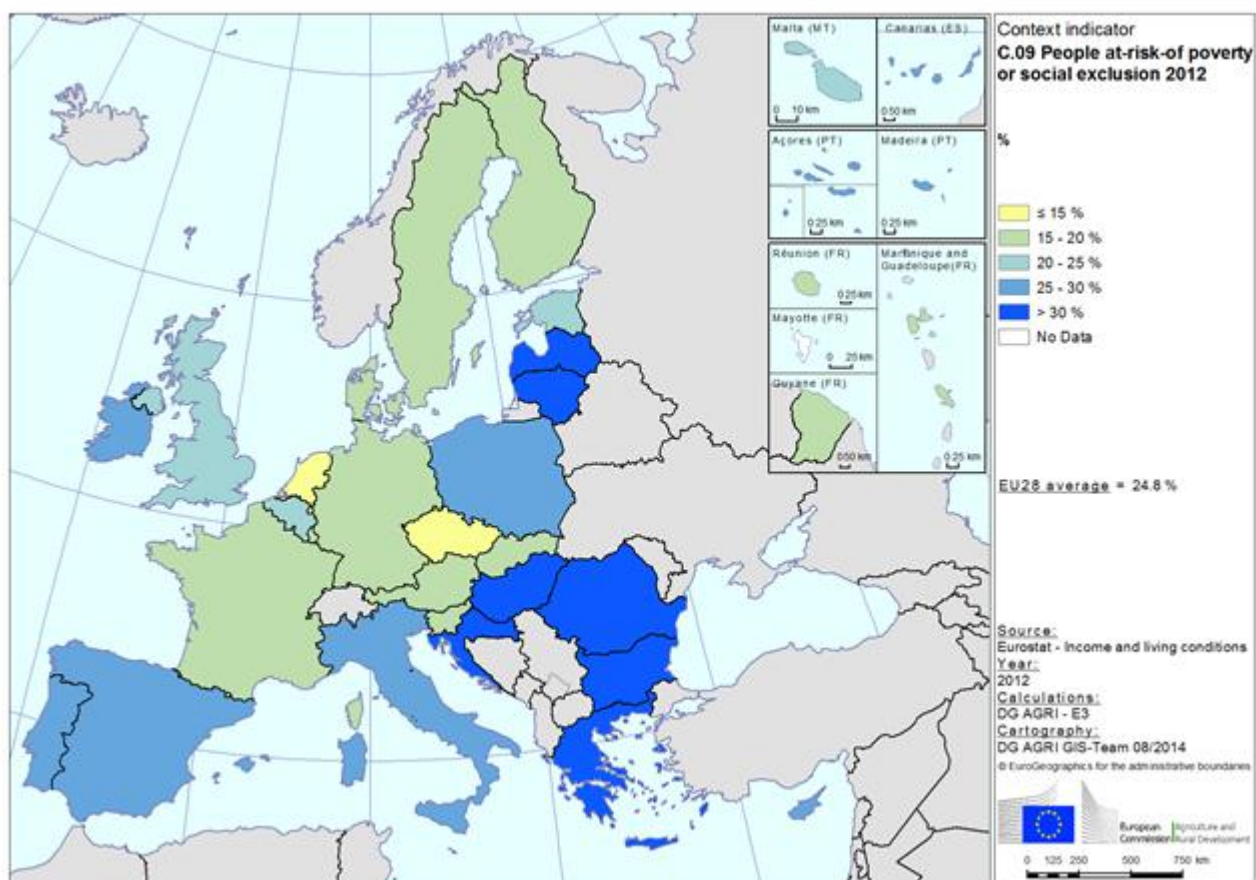 Malta (MT)
0 10 km
Canarias (ES)
0 50 km
Açores (PT)
0 25 km
Madeira (PT)
0 25 km
Réunion (FR)
0 25 km
Mayotte (FR)
0 25 km
Guyane (FR)
0 50 km
Martinique and
Guadeloupe(FR)
0 25 km
Context indicator
C.09 People at-risk-of poverty
or social exclusion 2012
%
≤ 15 %
15 - 20 %
20 - 25 %
25 - 30 %
> 30 %
No Data
EU28 average = 24.8 %
Source:
Eurostat - Income and living conditions
Year:
2012
Calculations:
DG AGRI - E3
Cartography:
DG AGRI GIS-Team 08/2014
© EuroGeographics for the administrative boundaries
European
Commission
Agriculture and
Rural Development
0 125 250 500 750 km